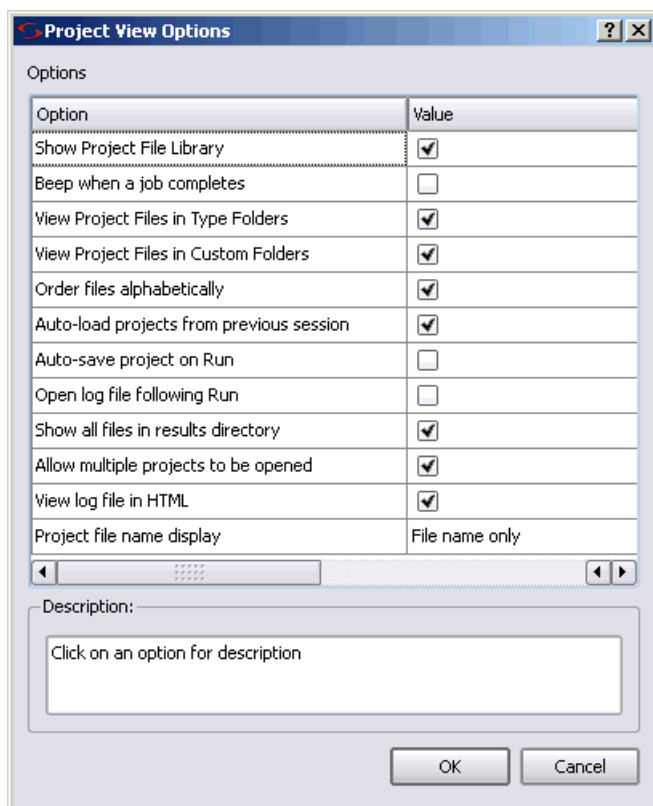 Project View Options
Options
Option Value
Show Project File Library
Beep when a job completes
View Project Files in Type Folders
View Project Files in Custom Folders
Order files alphabetically
Auto-load projects from previous session
Auto-save project on Run
Open log file following Run
Show all files in results directory
Allow multiple projects to be opened
View log file in HTML
Project file name display File name only
Description:
Click on an option for description
OK Cancel